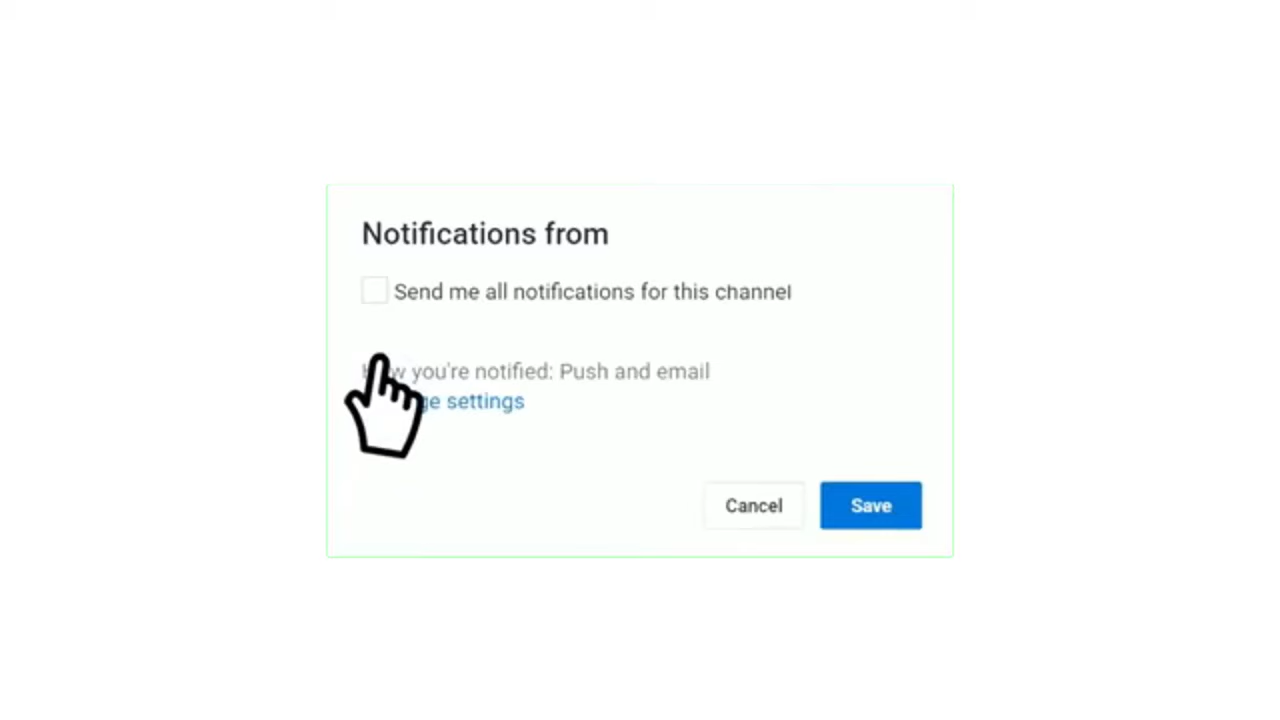 Notifications from
Send me all notifications for this channel
you're notified: Push and email
settings
Cancel
Save